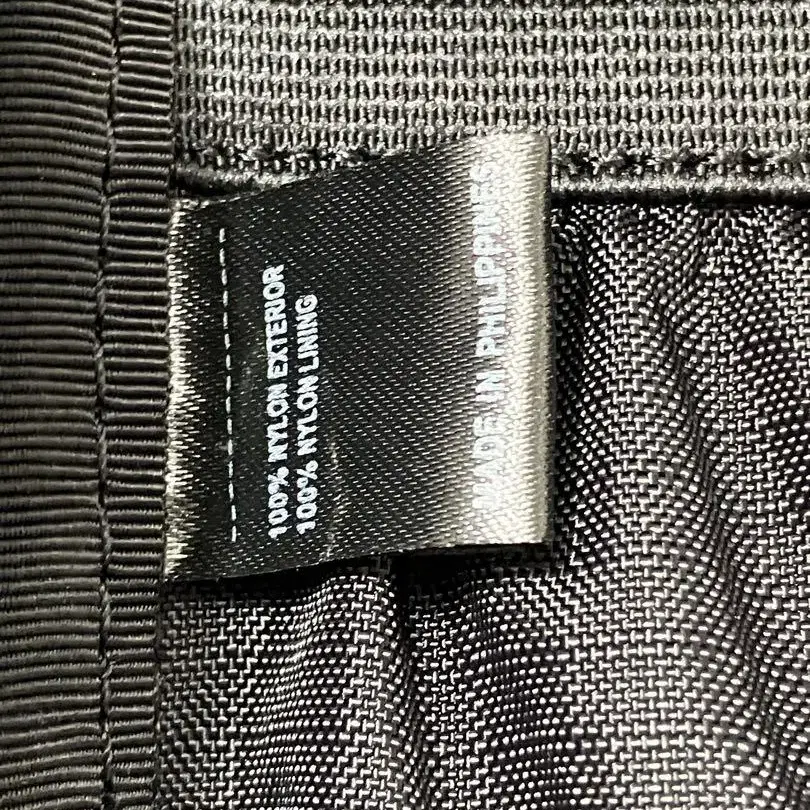 100% NYLON EXTERIOR
100% NYLON LINING
MADE IN PHILIPPINES